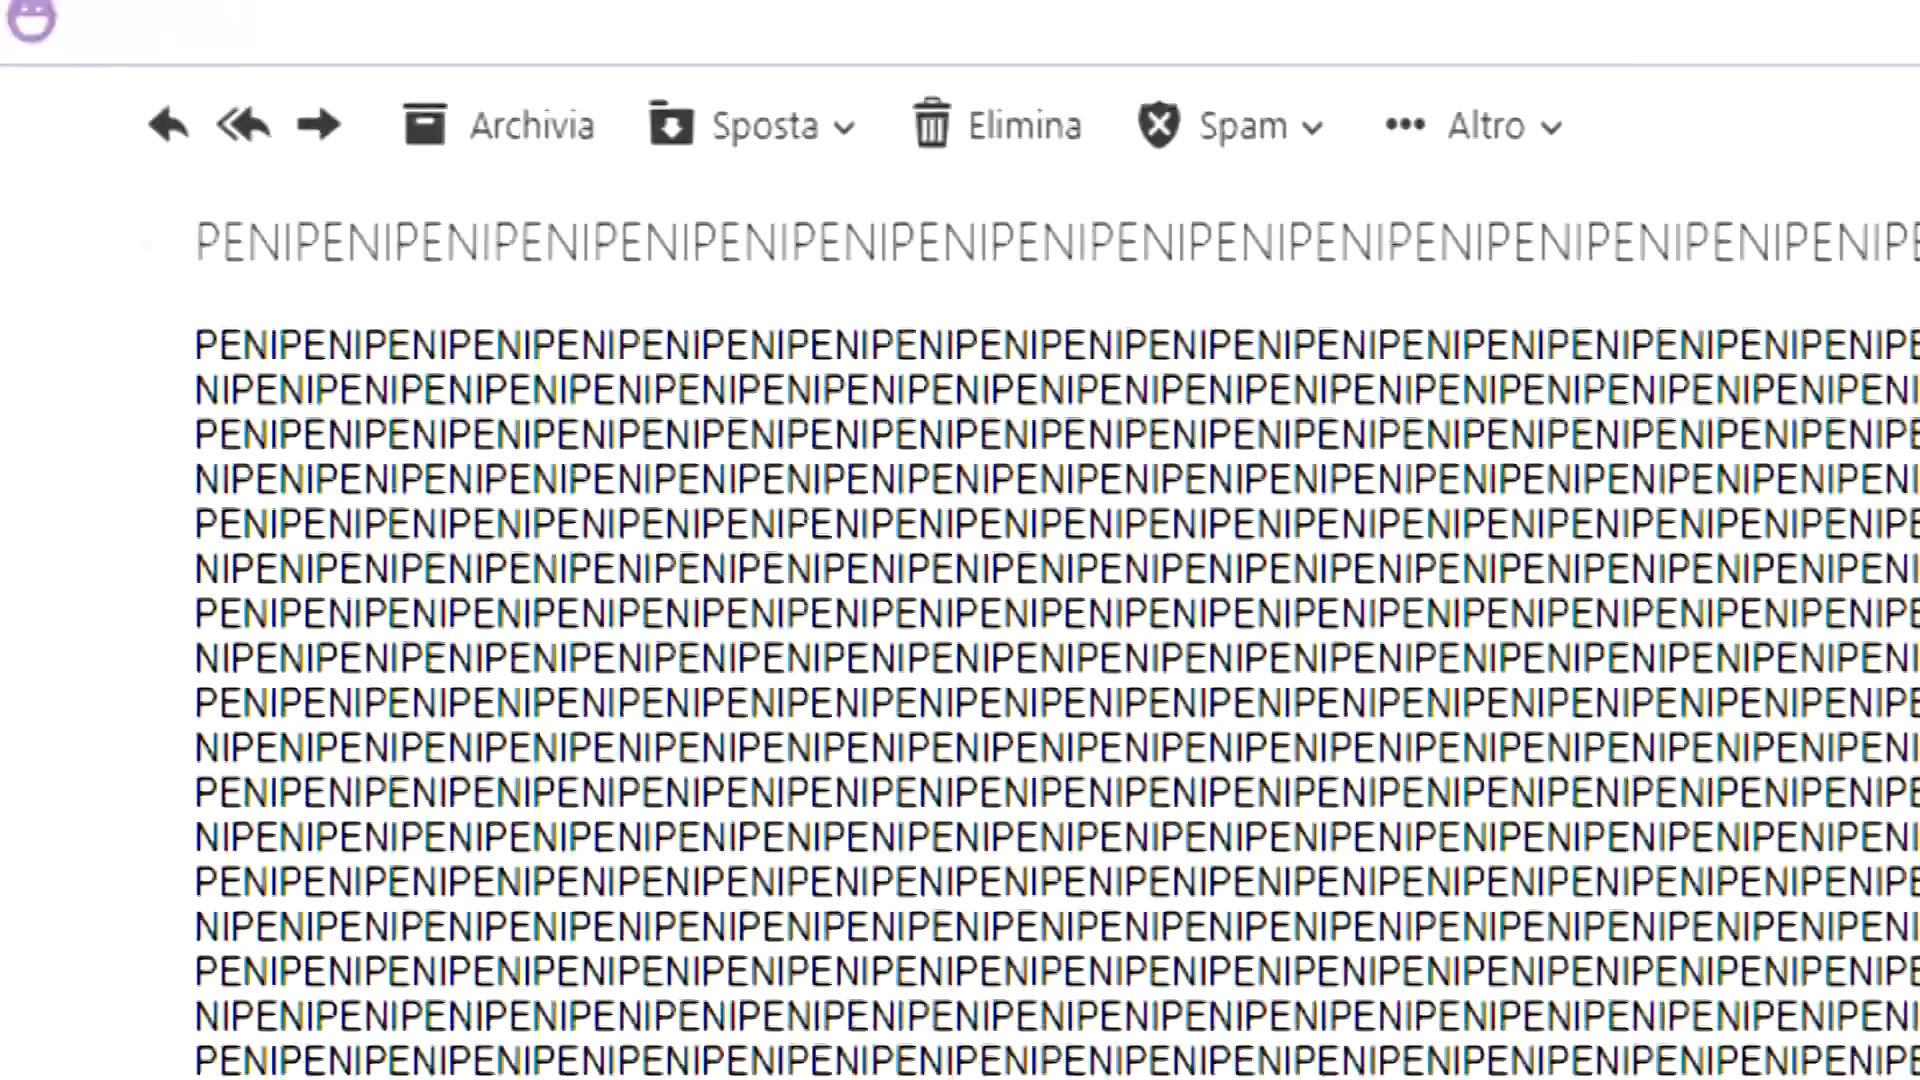 Archivia Sposta Elimina Spam Altro
PENIPENIPENIPENIPENIPENIPENIPENIPENIPENIPENIPENIPENIPENIPENIPENIPENIPE
PENIPENIPENIPENIPENIPENIPENIPENIPENIPENIPENIPENIPENIPENIPENIPENIPENIPENIPENIPENIPE
NIPENIPENIPENIPENIPENIPENIPENIPENIPENIPENIPENIPENIPENIPENIPENIPENIPENIPENIPENIPENI
PENIPENIPENIPENIPENIPENIPENIPENIPENIPENIPENIPENIPENIPENIPENIPENIPENIPENIPENIPENIPE
NIPENIPENIPENIPENIPENIPENIPENIPENIPENIPENIPENIPENIPENIPENIPENIPENIPENIPENIPENIPENI
PENIPENIPENIPENIPENIPENIPENIPENIPENIPENIPENIPENIPENIPENIPENIPENIPENIPENIPENIPENIPE
NIPENIPENIPENIPENIPENIPENIPENIPENIPENIPENIPENIPENIPENIPENIPENIPENIPENIPENIPENIPENI
PENIPENIPENIPENIPENIPENIPENIPENIPENIPENIPENIPENIPENIPENIPENIPENIPENIPENIPENIPENIPE
NIPENIPENIPENIPENIPENIPENIPENIPENIPENIPENIPENIPENIPENIPENIPENIPENIPENIPENIPENIPENI
PENIPENIPENIPENIPENIPENIPENIPENIPENIPENIPENIPENIPENIPENIPENIPENIPENIPENIPENIPENIPE
NIPENIPENIPENIPENIPENIPENIPENIPENIPENIPENIPENIPENIPENIPENIPENIPENIPENIPENIPENIPENI
PENIPENIPENIPENIPENIPENIPENIPENIPENIPENIPENIPENIPENIPENIPENIPENIPENIPENIPENIPENIPE
NIPENIPENIPENIPENIPENIPENIPENIPENIPENIPENIPENIPENIPENIPENIPENIPENIPENIPENIPENIPENI
PENIPENIPENIPENIPENIPENIPENIPENIPENIPENIPENIPENIPENIPENIPENIPENIPENIPENIPENIPENIPE
NIPENIPENIPENIPENIPENIPENIPENIPENIPENIPENIPENIPENIPENIPENIPENIPENIPENIPENIPENIPENI
PENIPENIPENIPENIPENIPENIPENIPENIPENIPENIPENIPENIPENIPENIPENIPENIPENIPENIPENIPENIPE
NIPENIPENIPENIPENIPENIPENIPENIPENIPENIPENIPENIPENIPENIPENIPENIPENIPENIPENIPENIPENI
PENIPENIPENIPENIPENIPENIPENIPENIPENIPENIPENIPENIPENIPENIPENIPENIPENIPENIPENIPENIPE